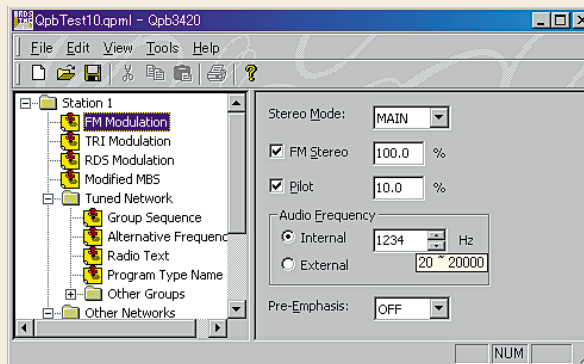 QpbTest10.qpml - Qpb3420
File Edit View Tools Help
Station 1
FM Modulation
TRI Modulation
RDS Modulation
Modified MBS
Tuned Network
Group Sequence
Alternative Frequenc
Radio Text
Program Type Name
Other Groups
Other Networks
Stereo Mode: MAIN
FM Stereo 100.0 %
Pilot 10.0 %
Audio Frequency
Internal 1234 Hz
External 20 ~ 20000
Pre-Emphasis: OFF
NUM